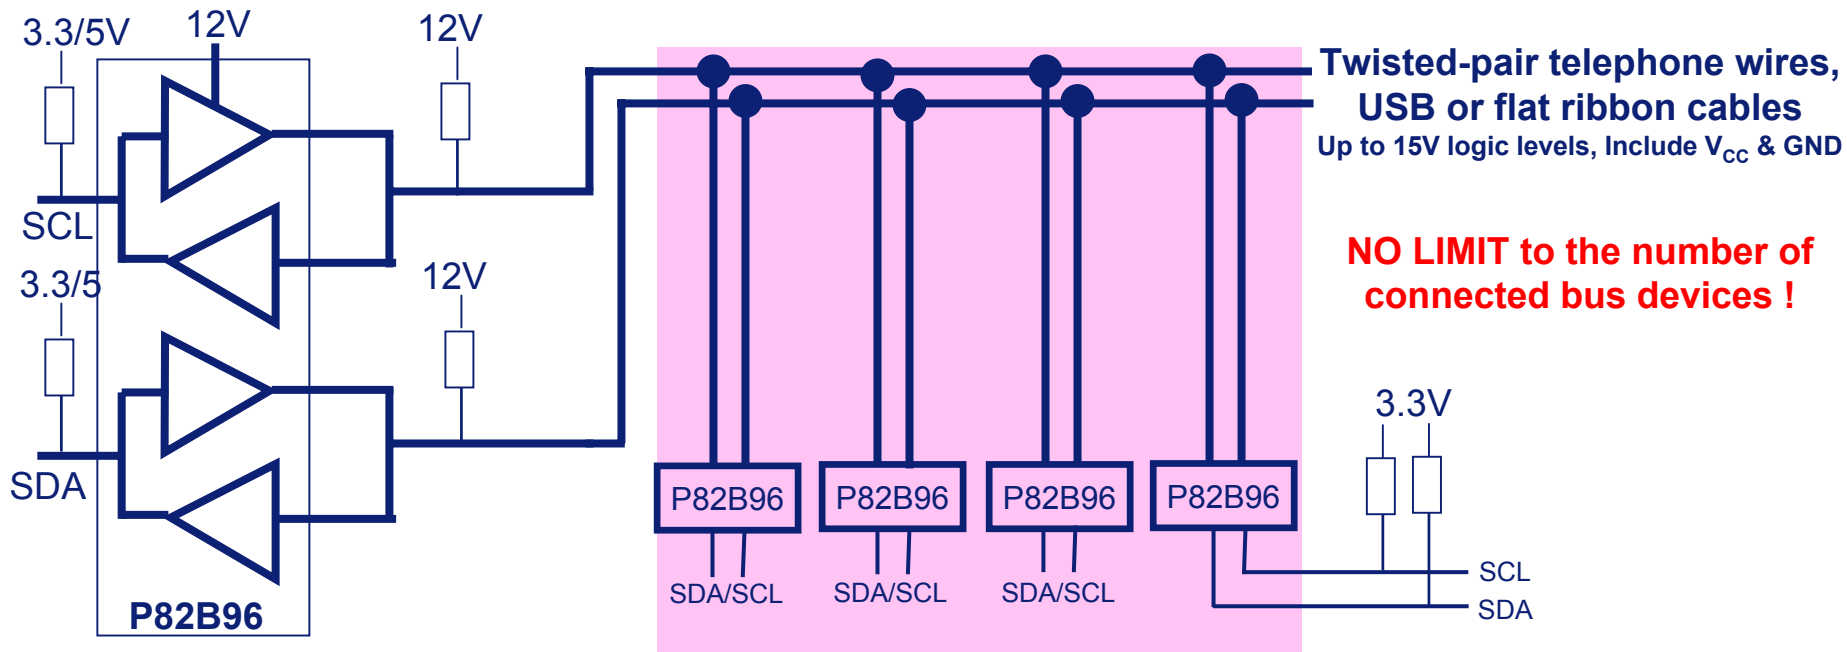 3.3/5V
12V
12V
SCL
3.3/5
12V
SDA
P82B96
Twisted-pair telephone wires,
USB or flat ribbon cables
Up to 15V logic levels, Include VCC & GND
NO LIMIT to the number of
connected bus devices !
3.3V
P82B96
P82B96
P82B96
P82B96
SDA/SCL
SDA/SCL
SDA/SCL
SCL
SDA